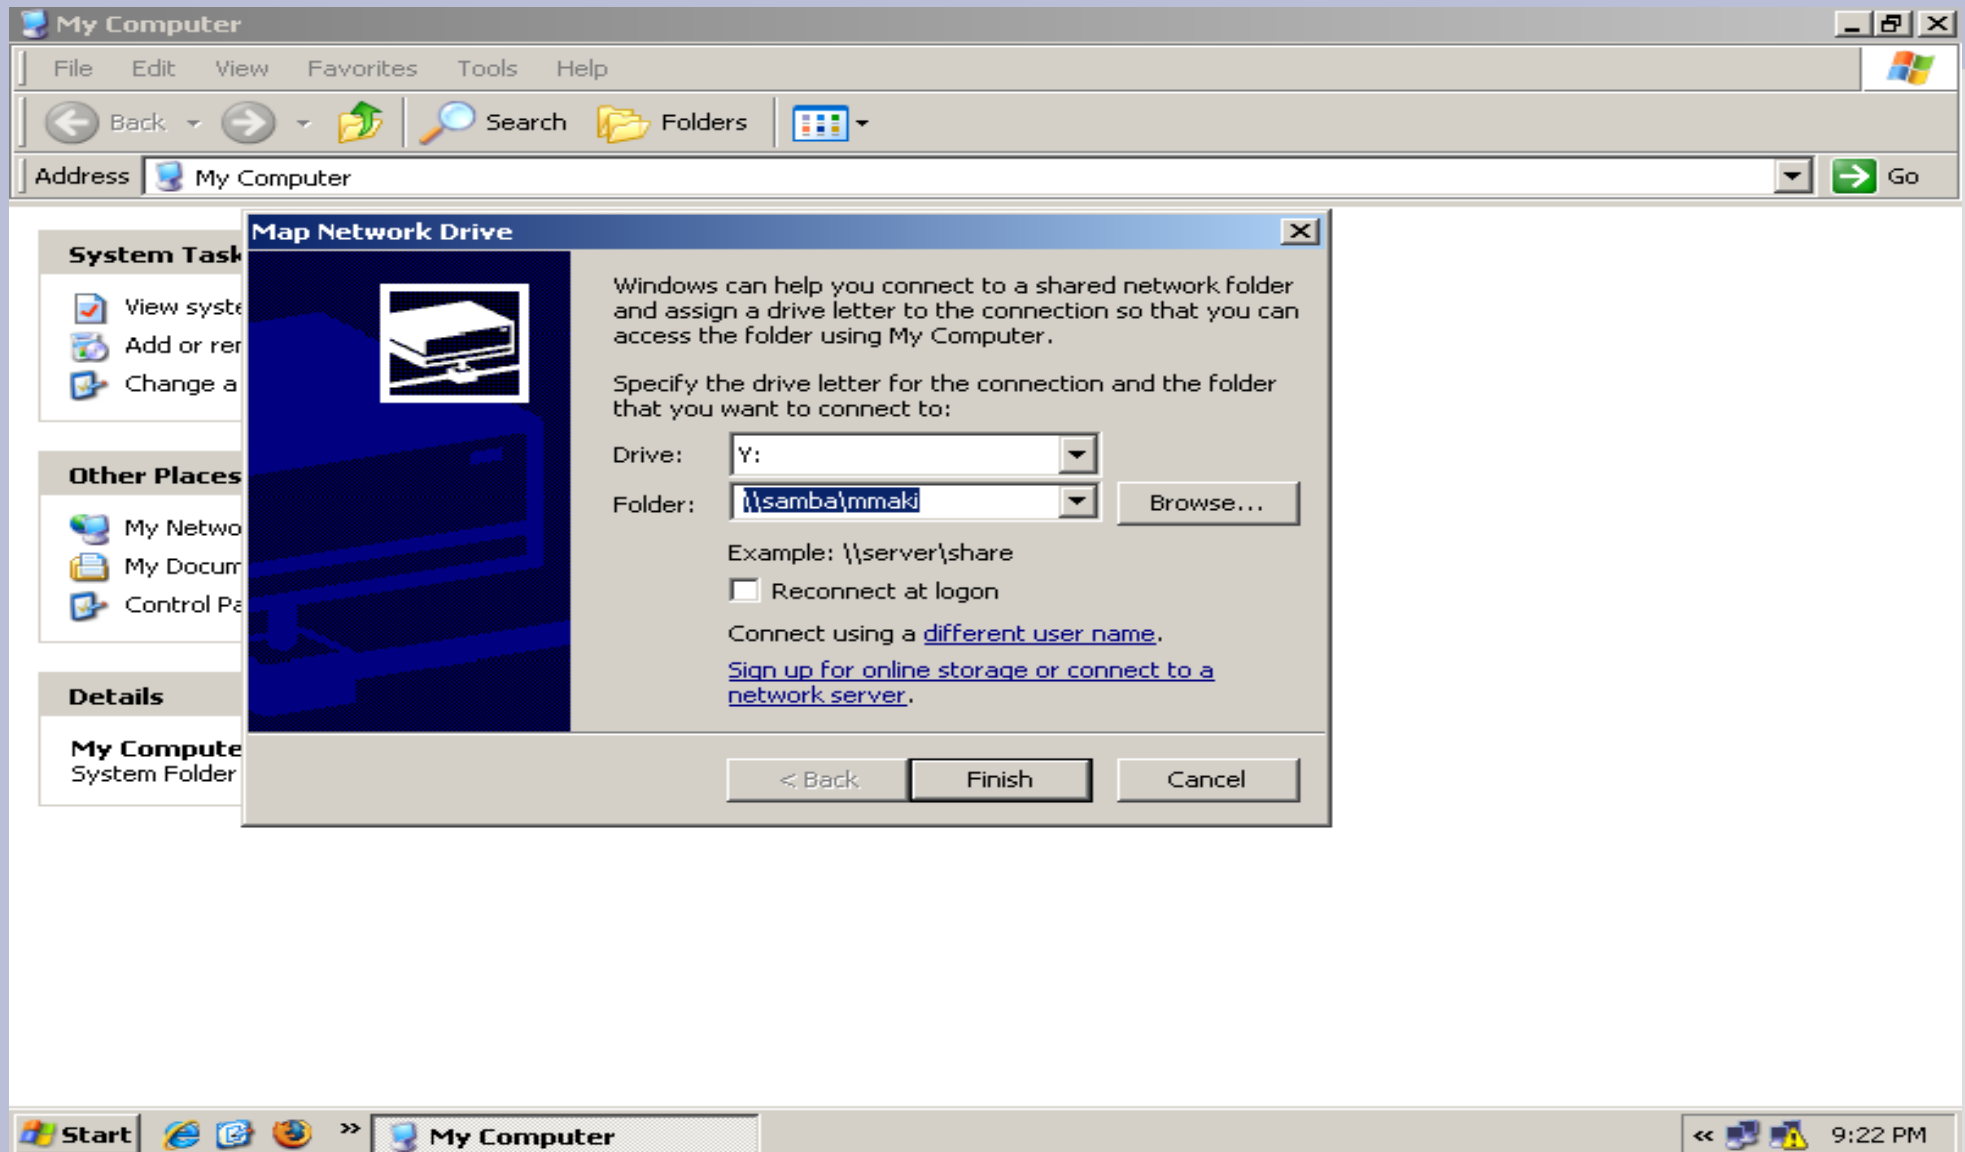 My Computer
File Edit View Favorites Tools Help
Back Search Folders
Address My Computer Go
Map Network Drive
System Task
View syste
Add or rer
Change a
Other Places
My Netwo
My Docum
Control Pa
Details
My Compute
System Folder
Windows can help you connect to a shared network folder
and assign a drive letter to the connection so that you can
access the folder using My Computer.
Specify the drive letter for the connection and the folder
that you want to connect to:
Drive: Y:
Folder: \\samba\mmaki Browse...
Example: \\server\share
Reconnect at logon
Connect using a different user name.
Sign up for online storage or connect to a
network server.
< Back Finish Cancel
Start » My Computer « 9:22 PM